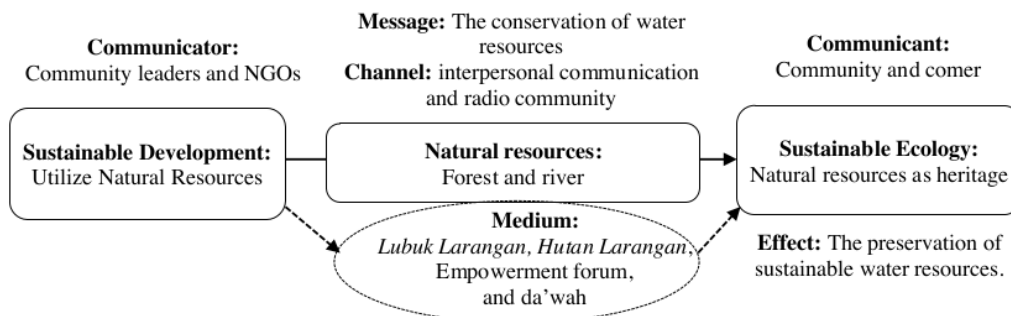 Communicator:
Community leaders and NGOs
Message: The conservation of water
resources
Channel: interpersonal communication
and radio community
Communicant:
Community and comer
Sustainable Development:
Utilize Natural Resources
Natural resources:
Forest and river
Sustainable Ecology:
Natural resources as heritage
Medium:
Lubuk Larangan, Hutan Larangan,
Empowerment forum,
and da’wah
Effect: The preservation of
sustainable water resources.